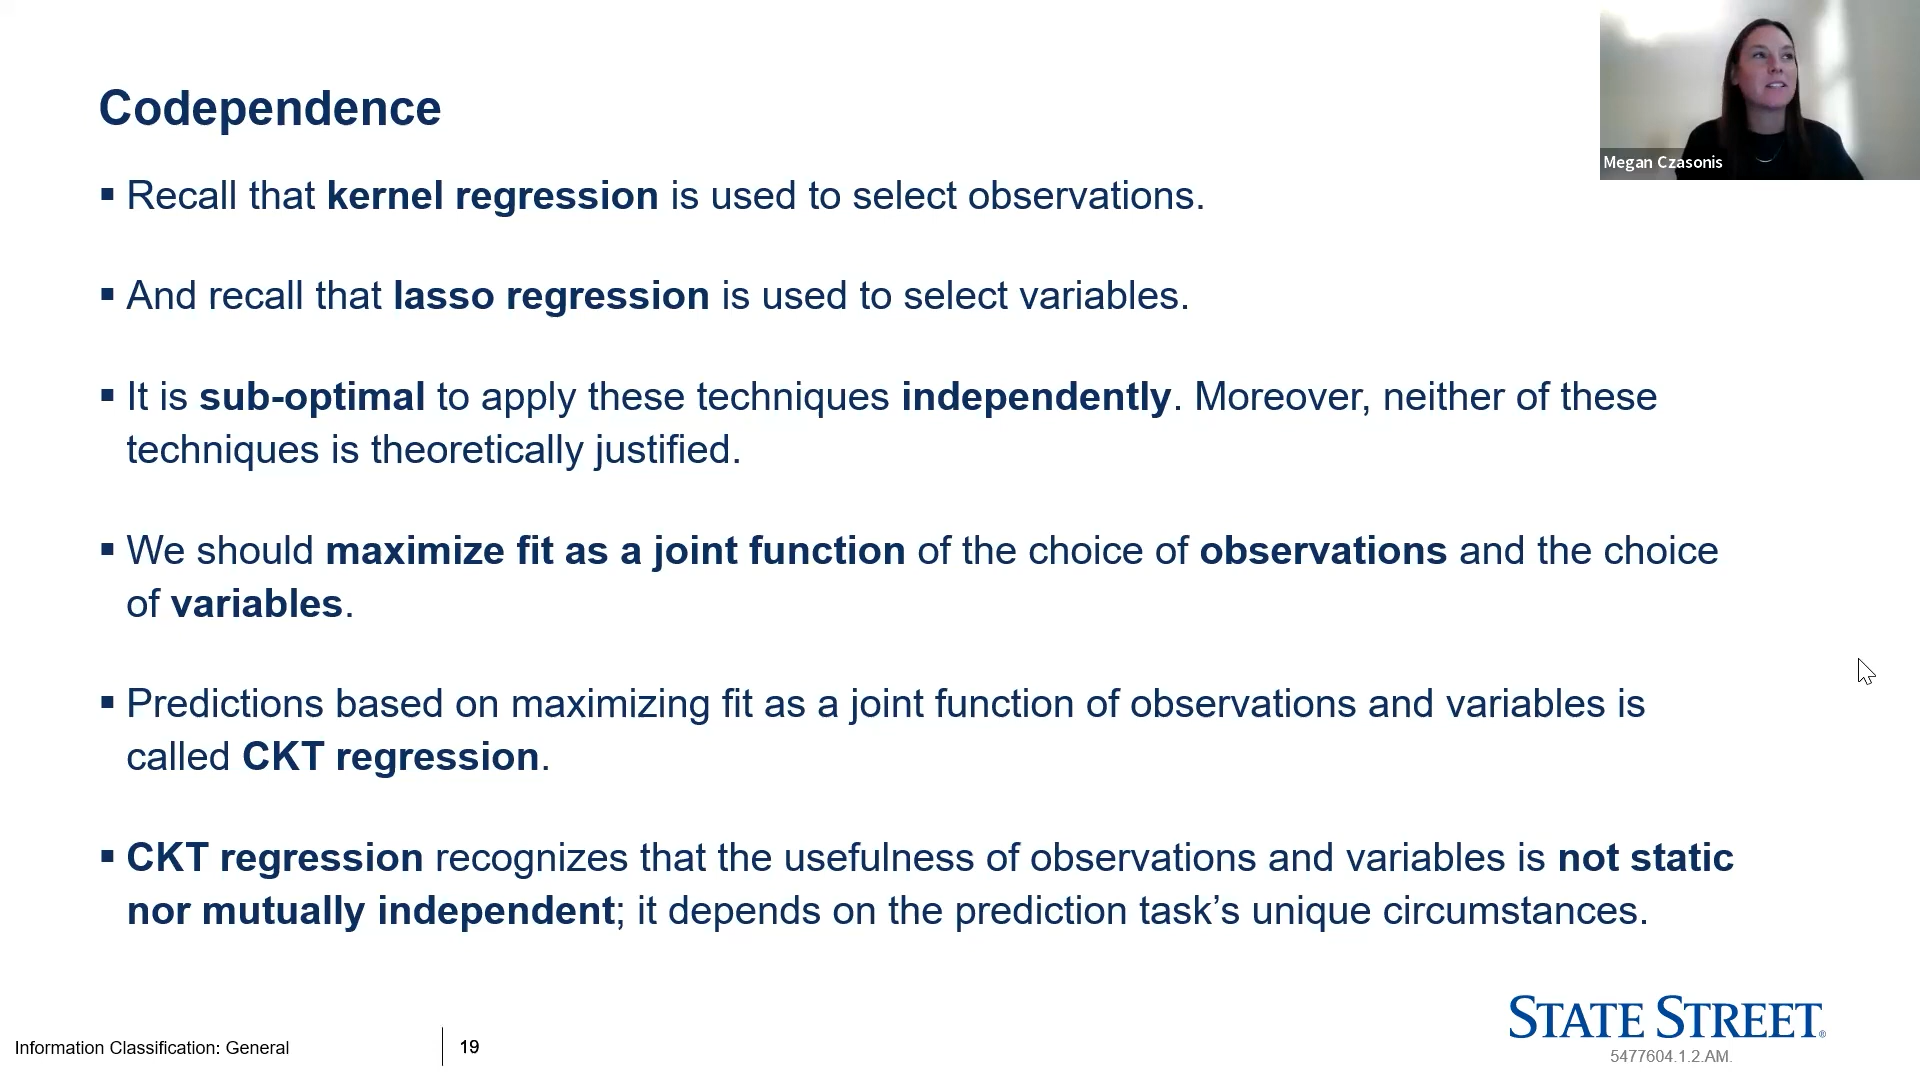 Codependence
▪ Recall that kernel regression is used to select observations.
▪ And recall that lasso regression is used to select variables.
▪ It is sub-optimal to apply these techniques independently. Moreover, neither of these
techniques is theoretically justified.
▪ We should maximize fit as a joint function of the choice of observations and the choice
of variables.
▪ Predictions based on maximizing fit as a joint function of observations and variables is
called CKT regression.
▪ CKT regression recognizes that the usefulness of observations and variables is not static
nor mutually independent; it depends on the prediction task’s unique circumstances.
Megan Czasonis
Information Classification: General
19
STATE STREET®
5477604.1.2.AM.